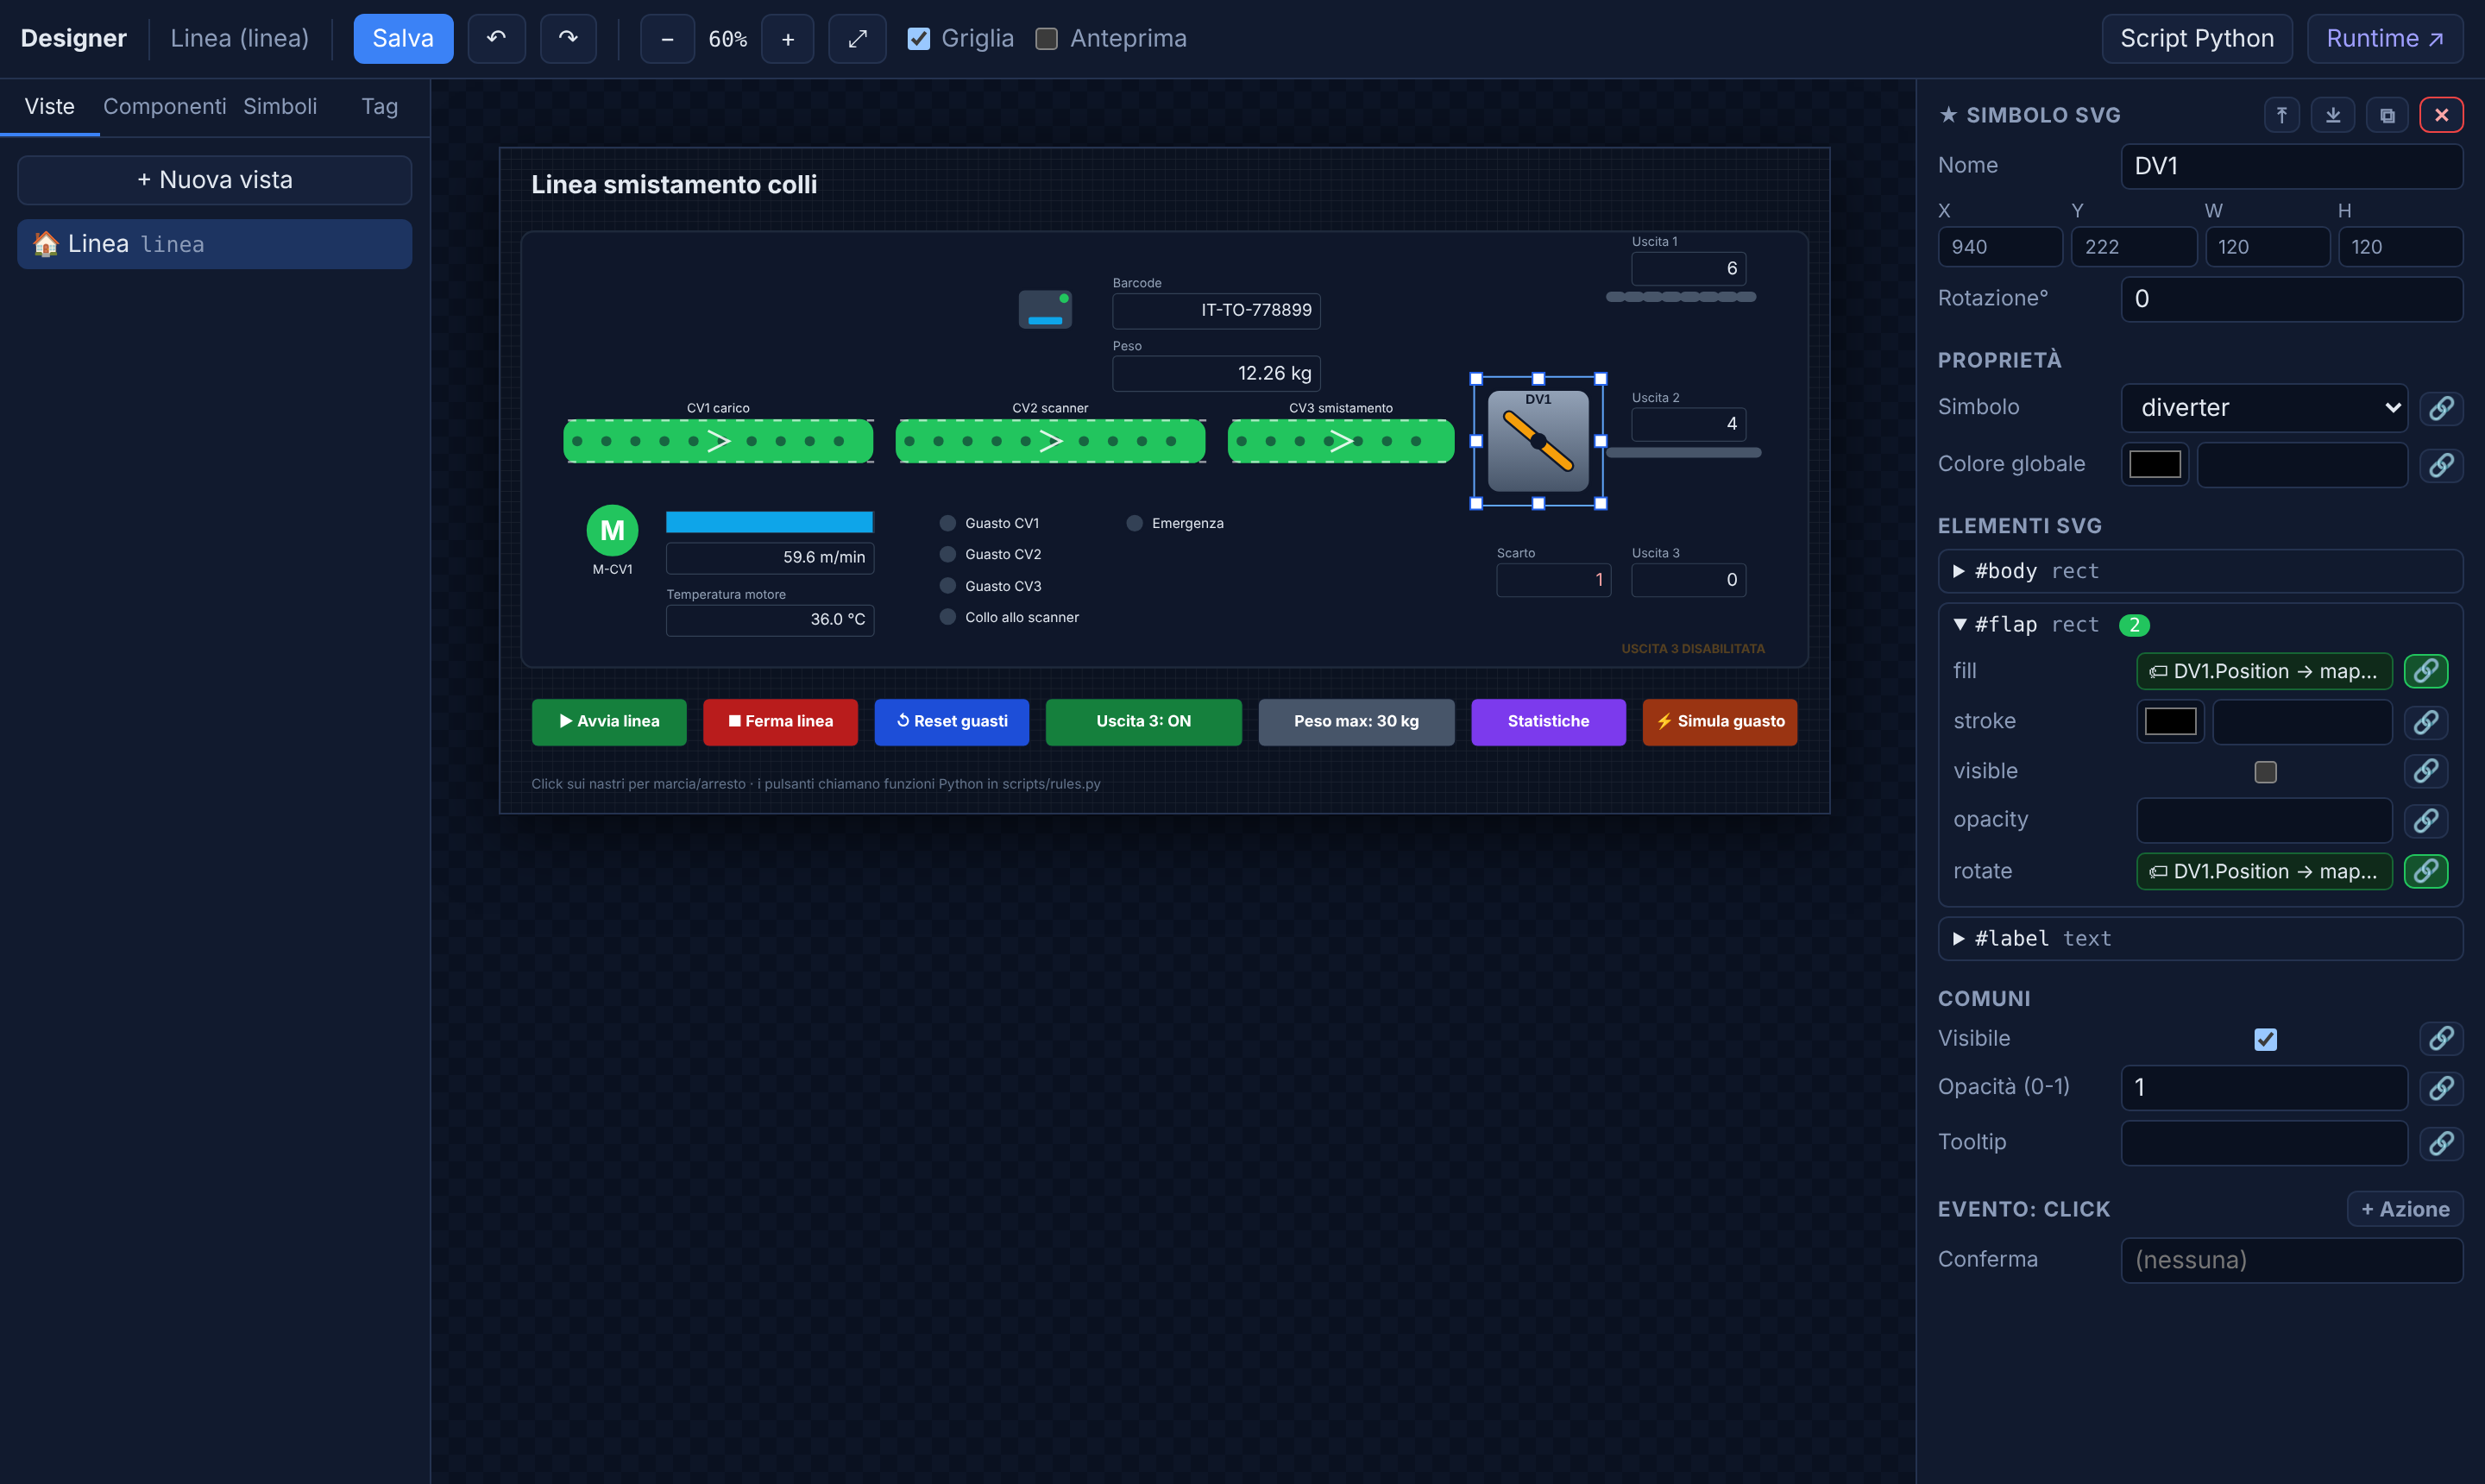 Designer
Linea (linea)
Salva
60%
Griglia
Anteprima
Script Python
Runtime ↗
Viste
Componenti
Simboli
Tag
+ Nuova vista
Linea linea
Linea smistamento colli
Uscita 1
6
Barcode
IT-TO-778899
Peso
12.26 kg
CV1 carico
CV2 scanner
CV3 smistamento
DV1
Uscita 2
4
M
M-CV1
59.6 m/min
Temperatura motore
36.0 °C
Guasto CV1
Guasto CV2
Guasto CV3
Collo allo scanner
Emergenza
Scarto
1
Uscita 3
0
USCITA 3 DISABILITATA
▶ Avvia linea
■ Ferma linea
↺ Reset guasti
Uscita 3: ON
Peso max: 30 kg
Statistiche
⚡ Simula guasto
Click sui nastri per marcia/arresto · i pulsanti chiamano funzioni Python in scripts/rules.py
★ SIMBOLO SVG
Nome
DV1
X
Y
W
H
940
222
120
120
Rotazione°
0
PROPRIETÀ
Simbolo
diverter
Colore globale
ELEMENTI SVG
▶ #body rect
▼ #flap rect 2
fill
DV1.Position → map...
stroke
visible
opacity
rotate
DV1.Position → map...
▶ #label text
COMUNI
Visibile
Opacità (0-1)
1
Tooltip
EVENTO: CLICK
+ Azione
Conferma
(nessuna)